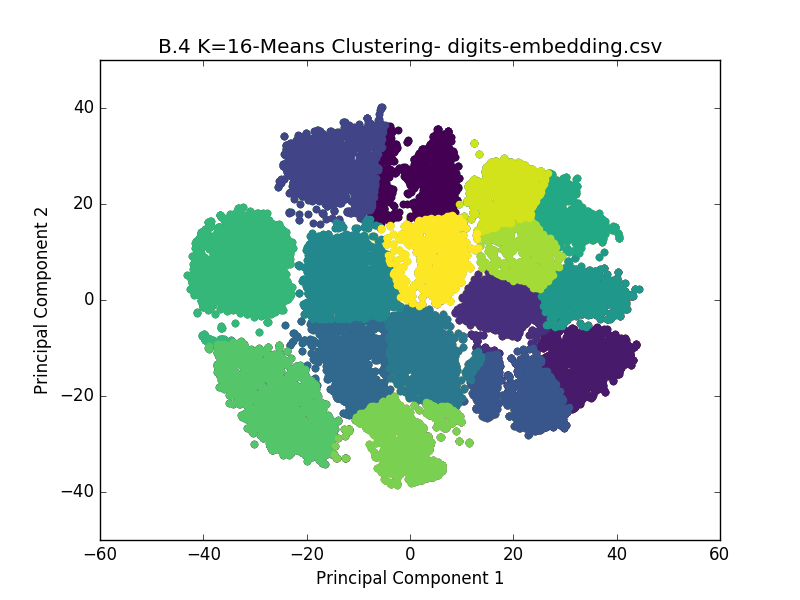 B.4 K=16-Means Clustering- digits-embedding.csv
Principal Component 2
40
20
0
−20
−40
−60 −40 −20 0 20 40 60
Principal Component 1